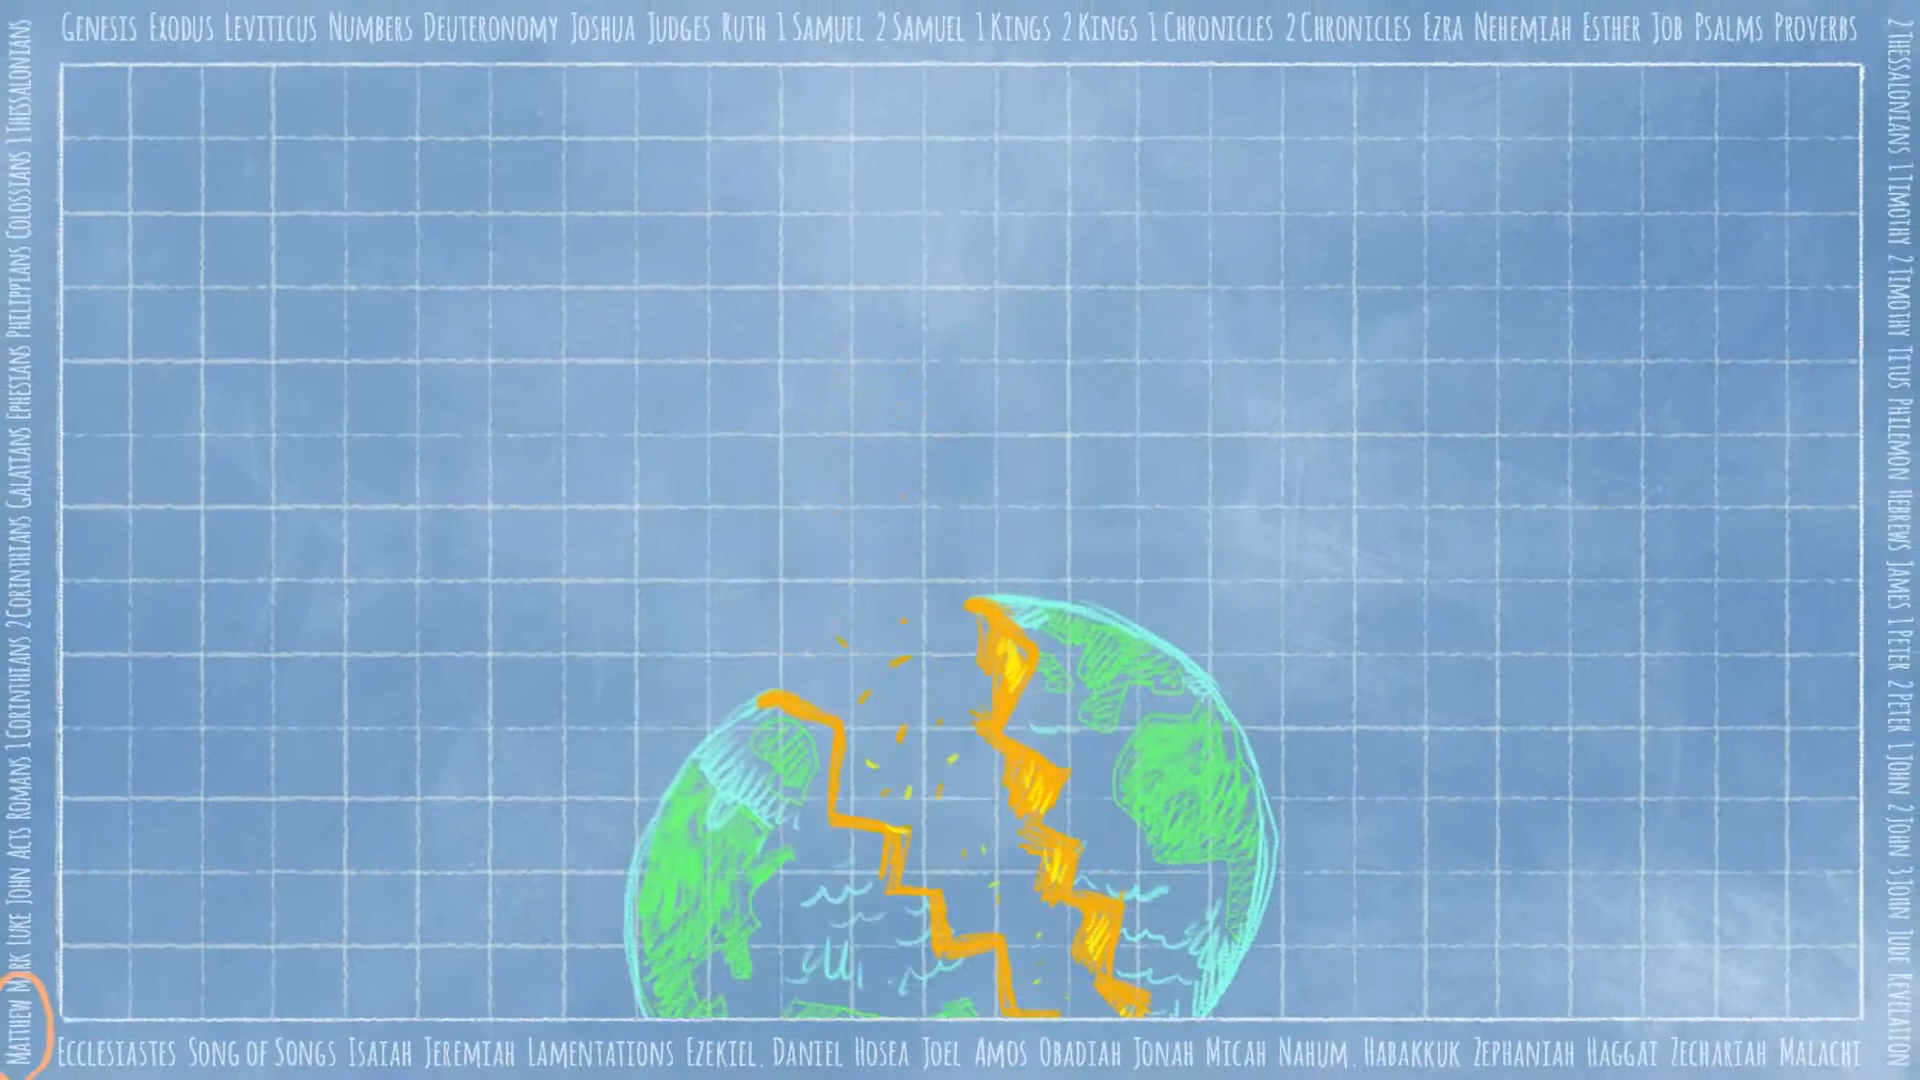 Genesis Exodus Leviticus Numbers Deuteronomy Joshua Judges Ruth 1 Samuel 2 Samuel 1 Kings 2 Kings 1 Chronicles 2 Chronicles Ezra Nehemiah Esther Job Psalms Proverbs
Ecclesiastes Song of Songs Isaiah Jeremiah Lamentations Ezekiel. Daniel Hosea Joel Amos Obadiah Jonah Micah Nahum. Habakkuk Zephaniah Haggai Zechariah Malachi
Matthew Luke John Acts Romans 1 Corinthians 2 Corinthians Galatians Ephesians Philippians Colossians 1 Thessalonians
2 Thessalonians 1 Timothy 2 Timothy Titus Philemon Hebrews James 1 Peter 2 Peter 1 John 2 John 3 John Jude Revelation